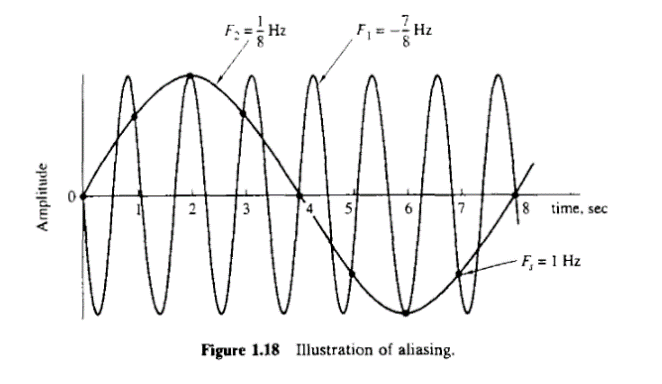 F₂ = 1/8 Hz
F₁ = −7/8 Hz
Amplitude
0
1 2 3 4 5 6 7 8 time, sec
Fₛ = 1 Hz
Figure 1.18 Illustration of aliasing.